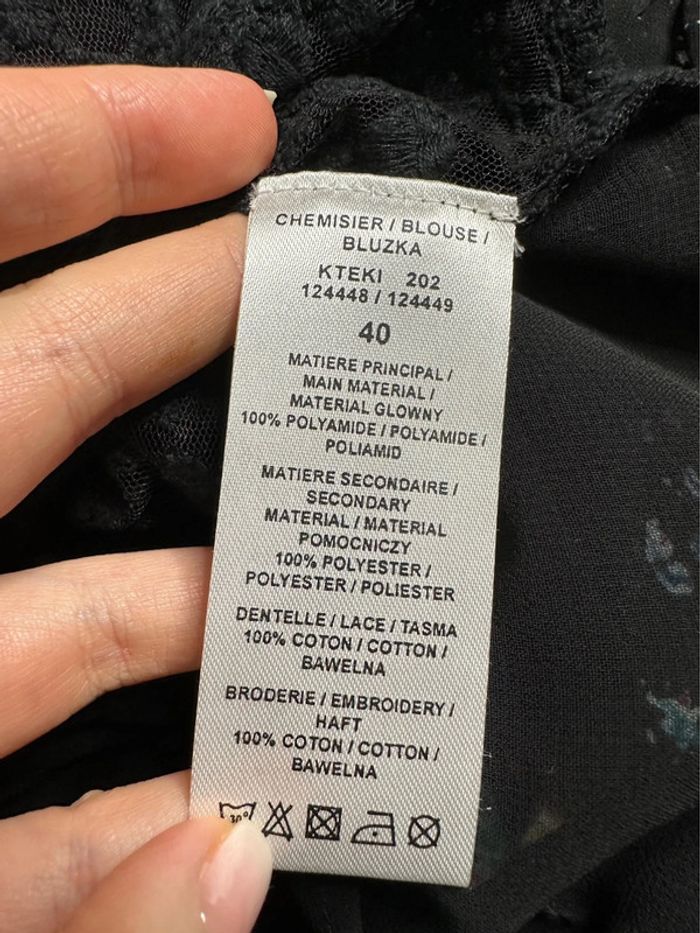 CHEMISIER / BLOUSE /
BLUZKA
KTEKI 202
124448 / 124449
40
MATIERE PRINCIPAL /
MAIN MATERIAL /
MATERIAL GLOWNY
100% POLYAMIDE / POLYAMIDE /
POLIAMID
MATIERE SECONDAIRE /
SECONDARY
MATERIAL / MATERIAL
POMOCNICZY
100% POLYESTER /
POLYESTER / POLIESTER
DENTELLE / LACE / TASMA
100% COTON / COTTON /
BAWELNA
BRODERIE / EMBROIDERY /
HAFT
100% COTON / COTTON /
BAWELNA
30°